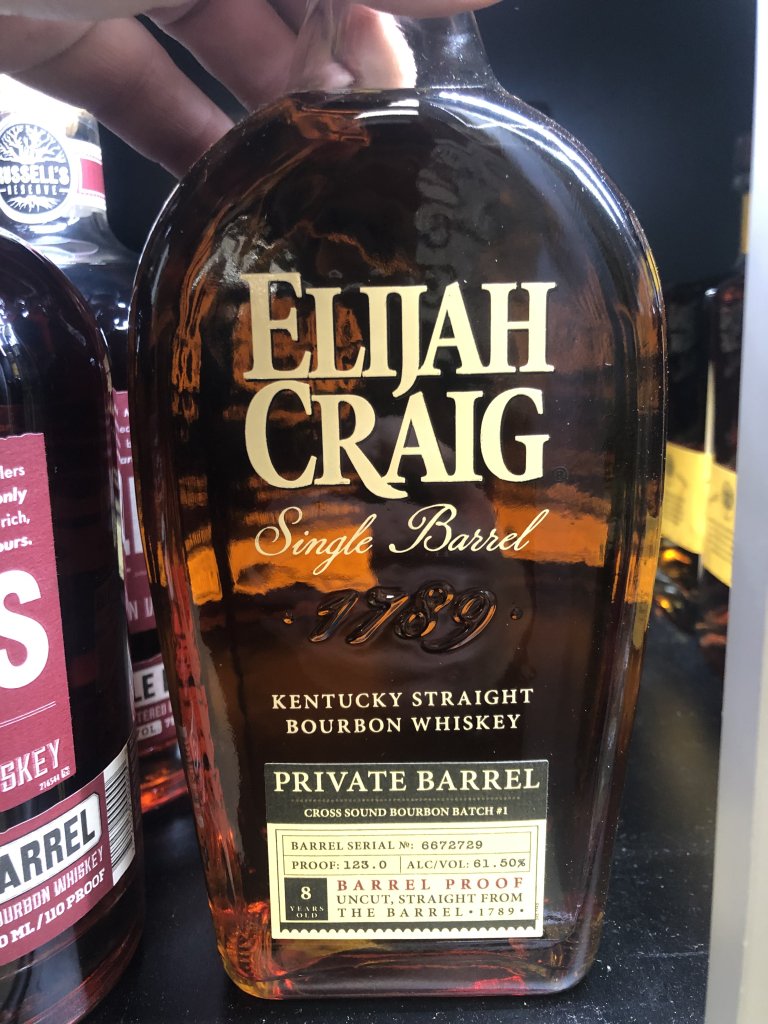 ELIJAH
CRAIG
Single Barrel
·1789·
KENTUCKY STRAIGHT
BOURBON WHISKEY
PRIVATE BARREL
CROSS SOUND BOURBON BATCH #1
BARREL SERIAL №: 6672729
PROOF: 123.0 ALC/VOL: 61.50%
8
YEARS
OLD
BARREL PROOF
UNCUT, STRAIGHT FROM
THE BARREL • 1789 •
RUSSELL'S
RESERVE
only
rich,
S
ARREL
BOURBON WHISKEY
ML / 110 PROOF